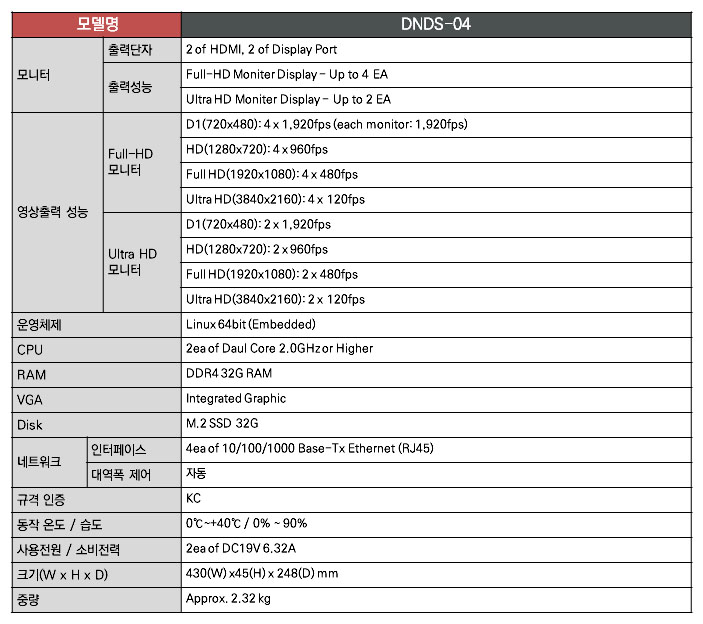 모델명 DNDS-04
모니터 출력단자 2 of HDMI, 2 of Display Port
출력성능 Full-HD Moniter Display - Up to 4 EA
Ultra HD Moniter Display - Up to 2 EA
영상출력 성능 Full-HD 모니터 D1(720x480): 4 x 1,920fps (each monitor: 1,920fps)
HD(1280x720): 4 x 960fps
Full HD(1920x1080): 4 x 480fps
Ultra HD(3840x2160): 4 x 120fps
Ultra HD 모니터 D1(720x480): 2 x 1,920fps
HD(1280x720): 2 x 960fps
Full HD(1920x1080): 2 x 480fps
Ultra HD(3840x2160): 2 x 120fps
운영체제 Linux 64bit (Embedded)
CPU 2ea of Daul Core 2.0GHz or Higher
RAM DDR4 32G RAM
VGA Integrated Graphic
Disk M.2 SSD 32G
네트워크 인터페이스 4ea of 10/100/1000 Base-Tx Ethernet (RJ45)
대역폭 제어 자동
규격 인증 KC
동작 온도 / 습도 0℃~+40℃ / 0% ~ 90%
사용전원 / 소비전력 2ea of DC19V 6.32A
크기(W x H x D) 430(W) x45(H) x 248(D) mm
중량 Approx. 2.32 kg